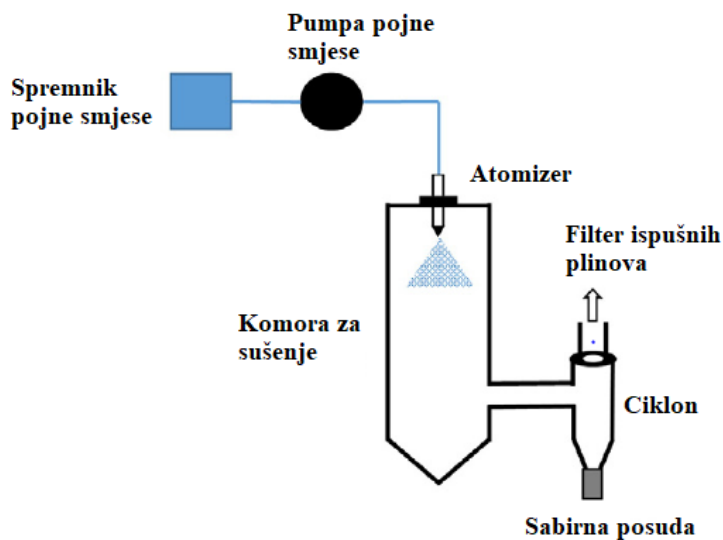 Pumpa pojne
smjese
Spremnik
pojne smjese
Atomizer
Filter ispušnih
plinova
Komora za
sušenje
Ciklon
Sabirna posuda